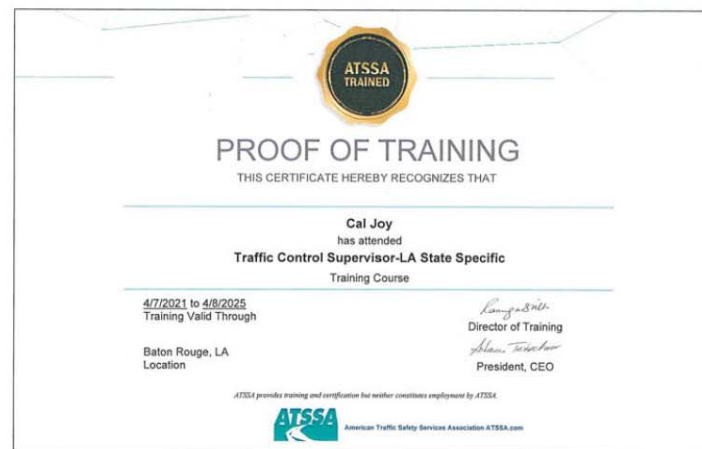 ATSSA
TRAINED
PROOF OF TRAINING
THIS CERTIFICATE HEREBY RECOGNIZES THAT
Cal Joy
has attended
Traffic Control Supervisor-LA State Specific
Training Course
4/7/2021 to 4/8/2025
Training Valid Through
Director of Training
Baton Rouge, LA
Location
President, CEO
ATSSA provides training and certification but neither constitutes employment by ATSSA.
ATSSA
American Traffic Safety Services Association ATSSA.com